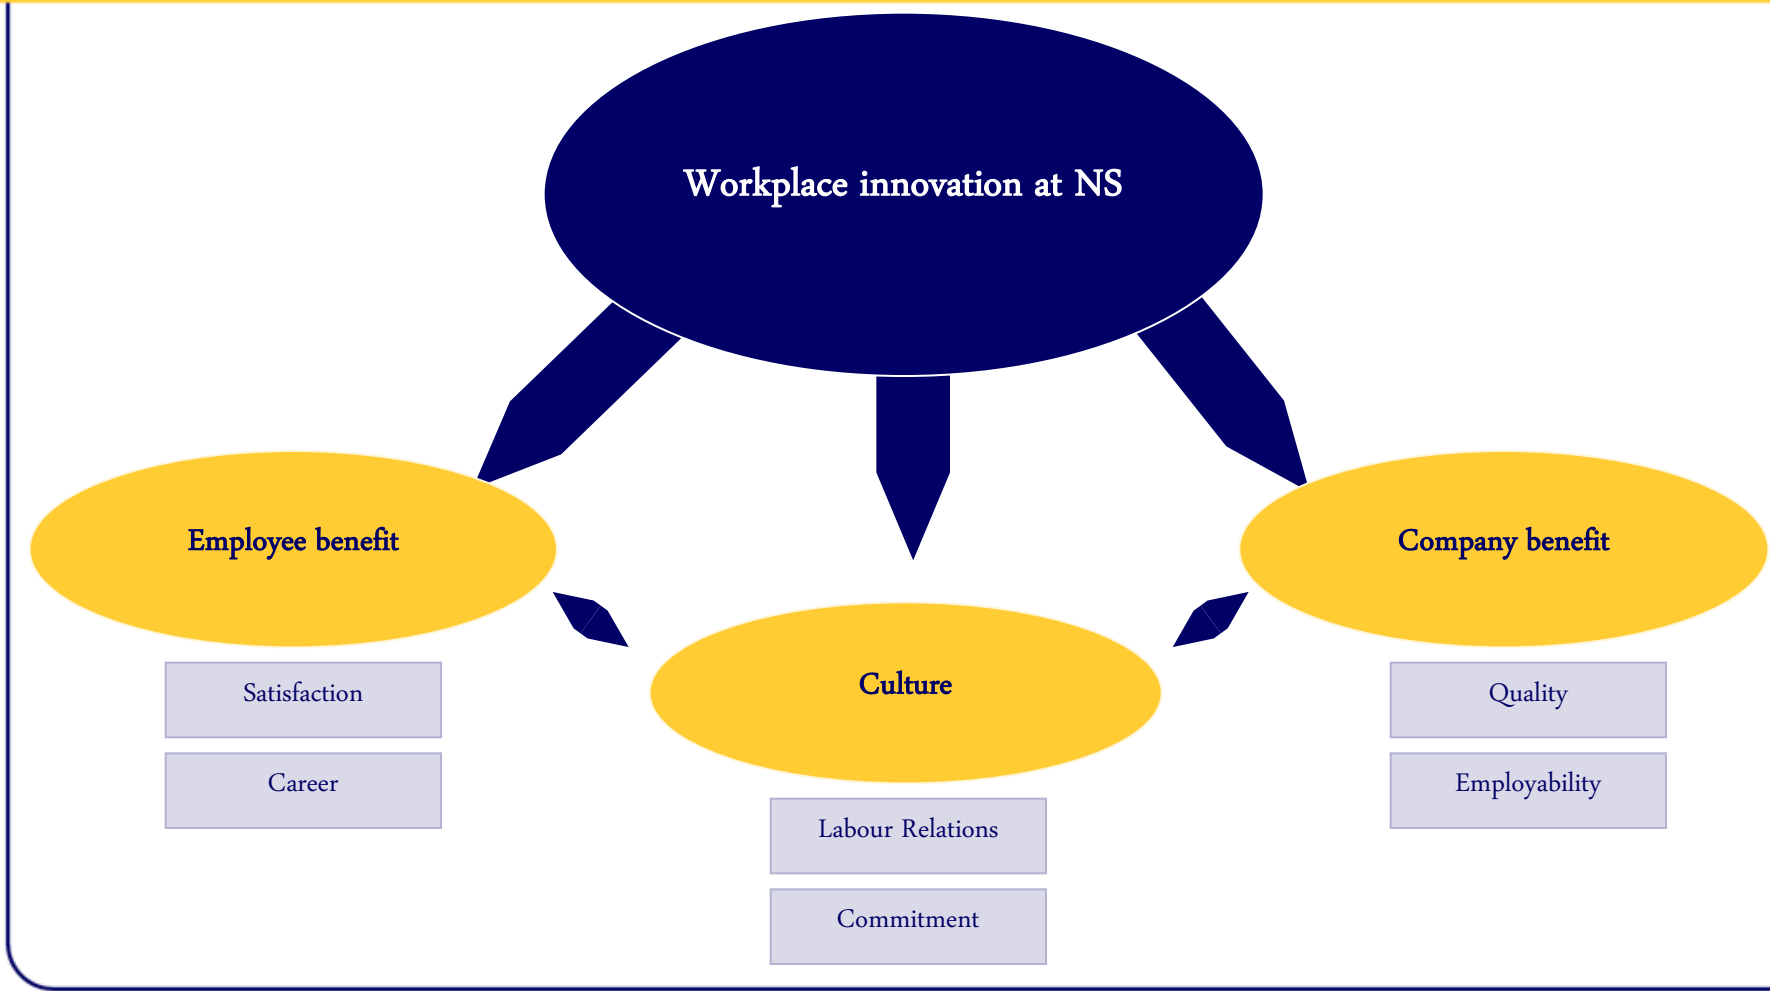 Workplace innovation at NS
Employee benefit
Company benefit
Culture
Satisfaction
Quality
Career
Employability
Labour Relations
Commitment